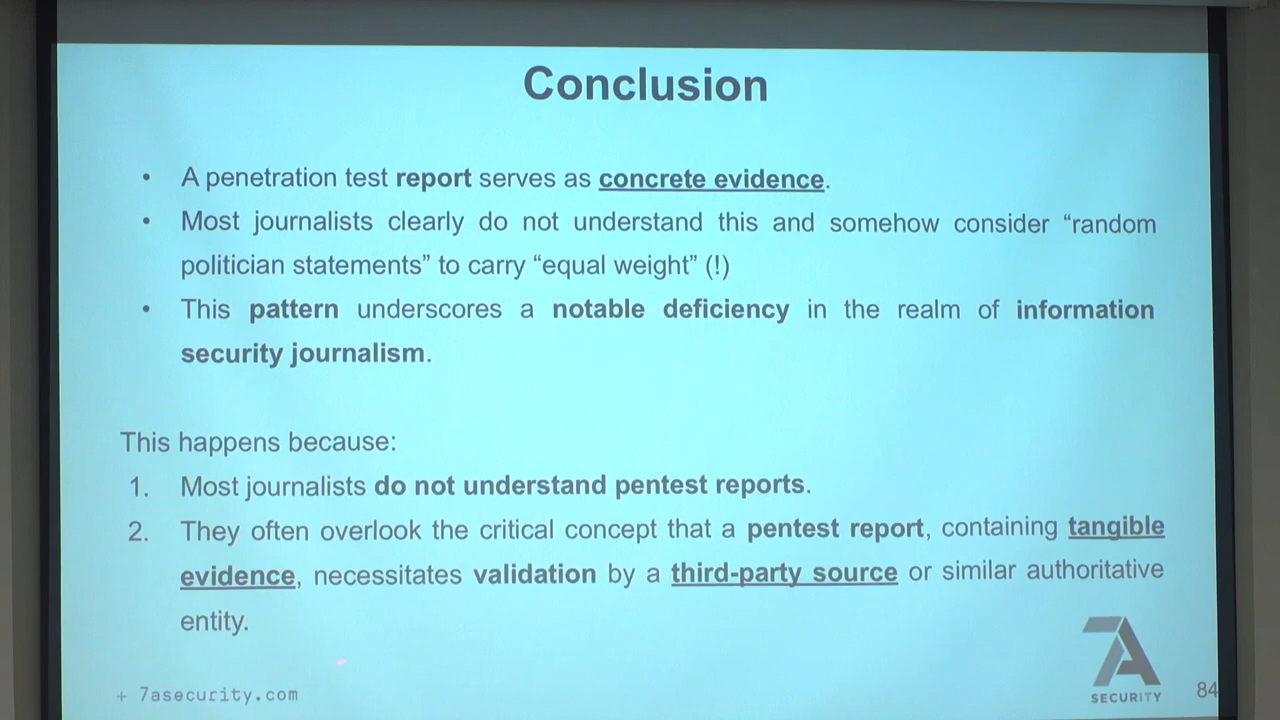 Conclusion
• A penetration test report serves as concrete evidence.
• Most journalists clearly do not understand this and somehow consider “random
politician statements” to carry “equal weight” (!)
• This pattern underscores a notable deficiency in the realm of information
security journalism.
This happens because:
1. Most journalists do not understand pentest reports.
2. They often overlook the critical concept that a pentest report, containing tangible
evidence, necessitates validation by a third-party source or similar authoritative
entity.
+ 7asecurity.com
7A
SECURITY
84